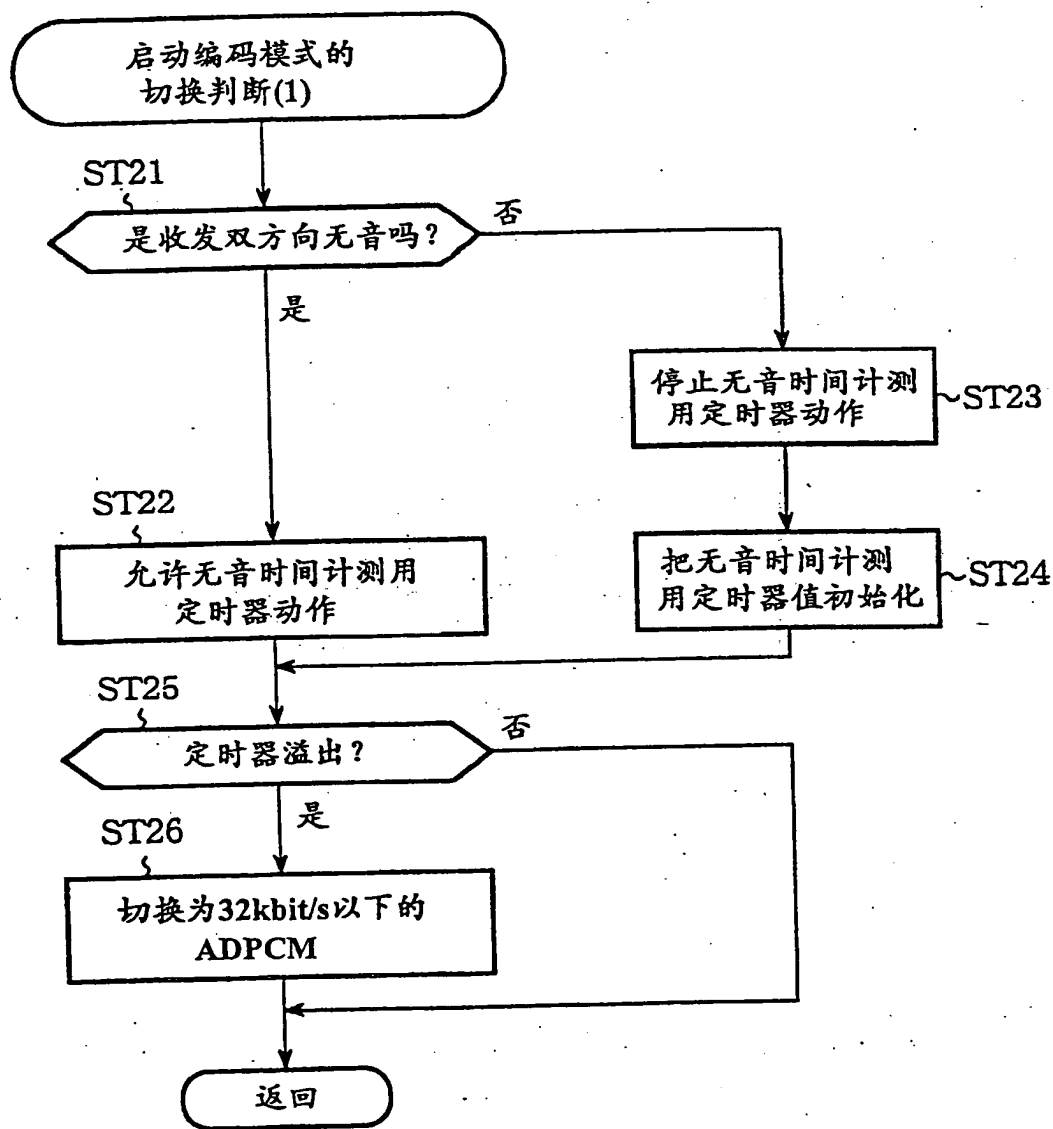 启动编码模式的
切换判断(1)
ST21
是收发双方向无音吗?
否
是
停止无音时间计测
用定时器动作
ST23
ST22
允许无音时间计测用
定时器动作
把无音时间计测
用定时器值初始化
ST24
ST25
定时器溢出?
否
是
ST26
切换为32kbit/s以下的
ADPCM
返回